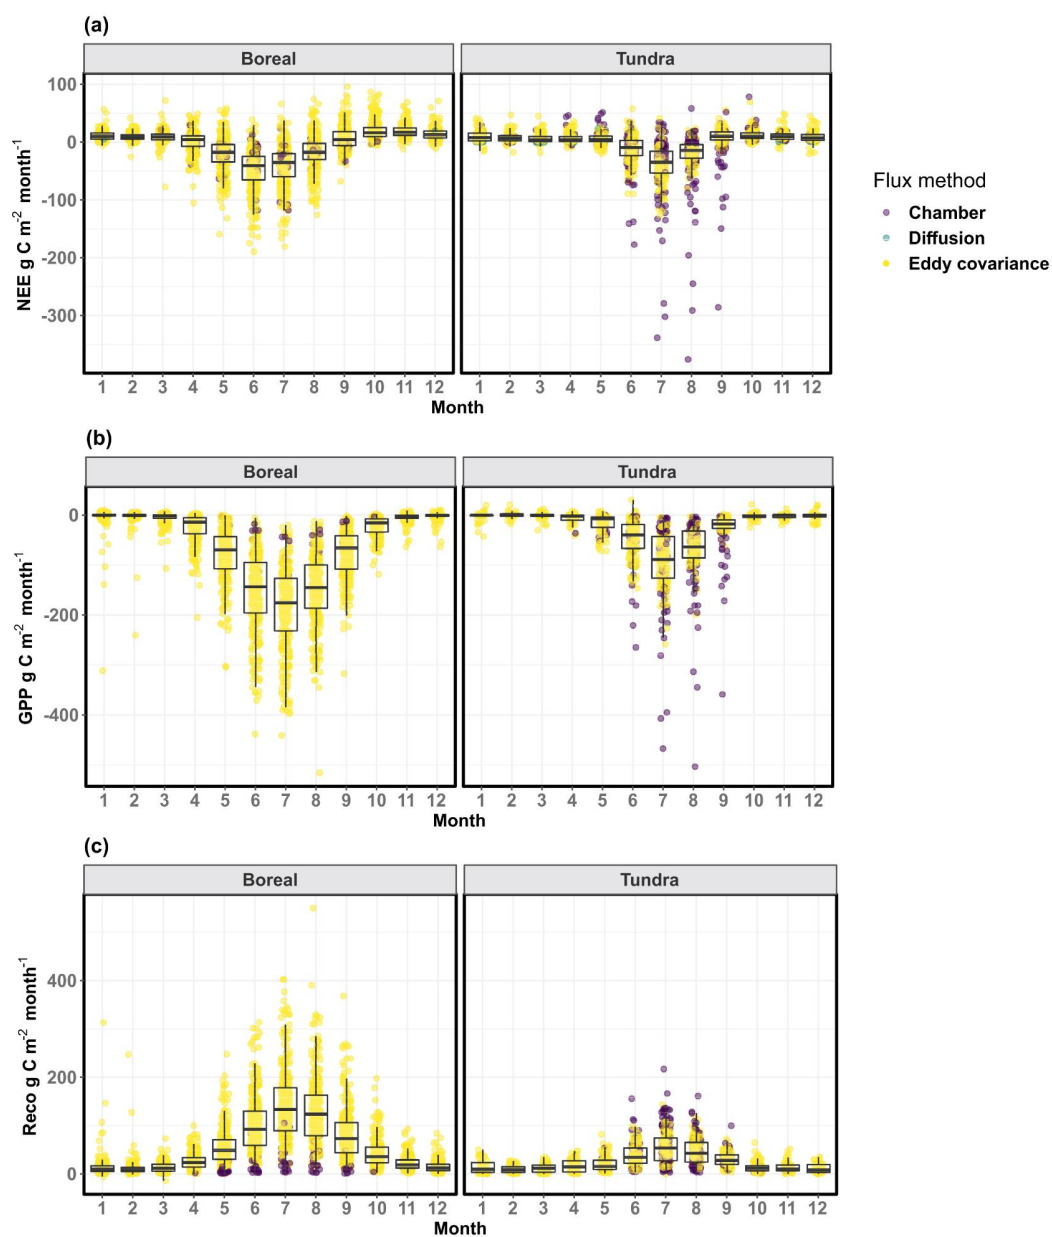 (a)
Boreal Tundra
NEE g C m-2 month-1
100
0
-100
-200
-300
1 2 3 4 5 6 7 8 9 10 11 12 1 2 3 4 5 6 7 8 9 10 11 12
Month
Flux method
Chamber
Diffusion
Eddy covariance
(b)
Boreal Tundra
GPP g C m-2 month-1
0
-200
-400
1 2 3 4 5 6 7 8 9 10 11 12 1 2 3 4 5 6 7 8 9 10 11 12
Month
(c)
Boreal Tundra
Reco g C m-2 month-1
400
200
0
1 2 3 4 5 6 7 8 9 10 11 12 1 2 3 4 5 6 7 8 9 10 11 12
Month